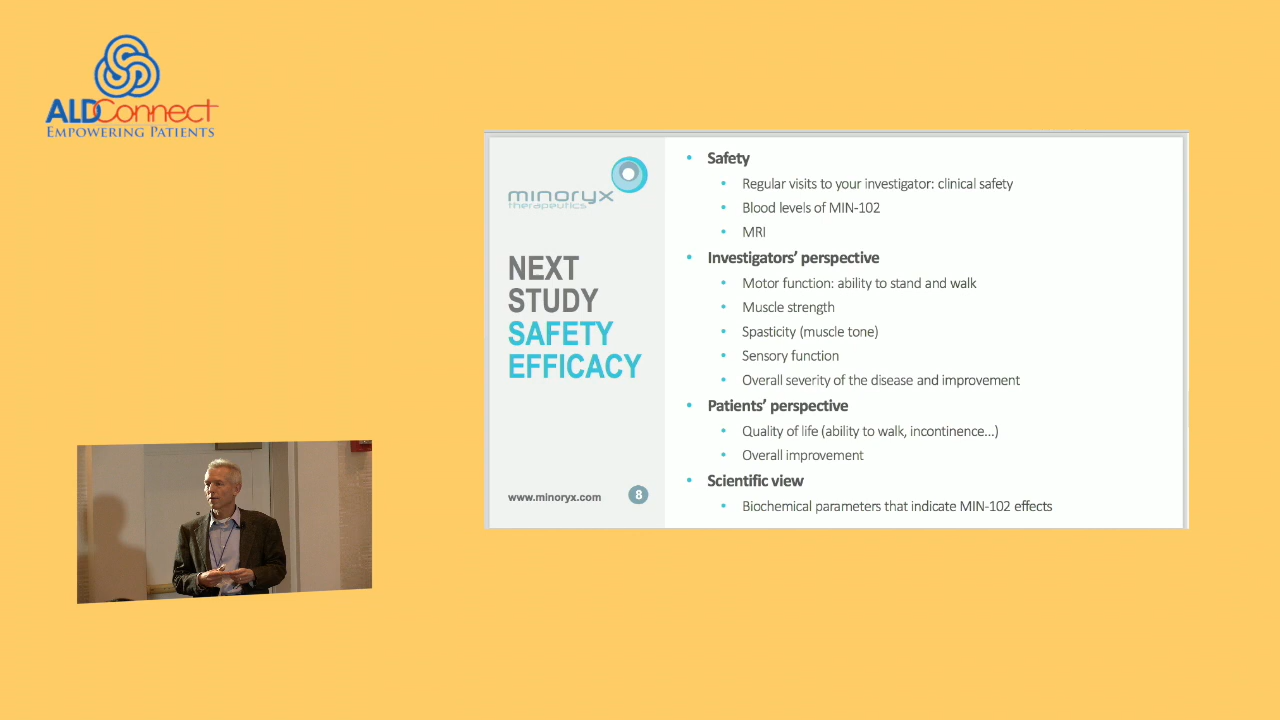 ALDConnect
EMPOWERING PATIENTS
minoryx
therapeutics
NEXT
STUDY
SAFETY
EFFICACY
www.minoryx.com
8
• Safety
• Regular visits to your investigator: clinical safety
• Blood levels of MIN-102
• MRI
• Investigators’ perspective
• Motor function: ability to stand and walk
• Muscle strength
• Spasticity (muscle tone)
• Sensory function
• Overall severity of the disease and improvement
• Patients’ perspective
• Quality of life (ability to walk, incontinence...)
• Overall improvement
• Scientific view
• Biochemical parameters that indicate MIN-102 effects